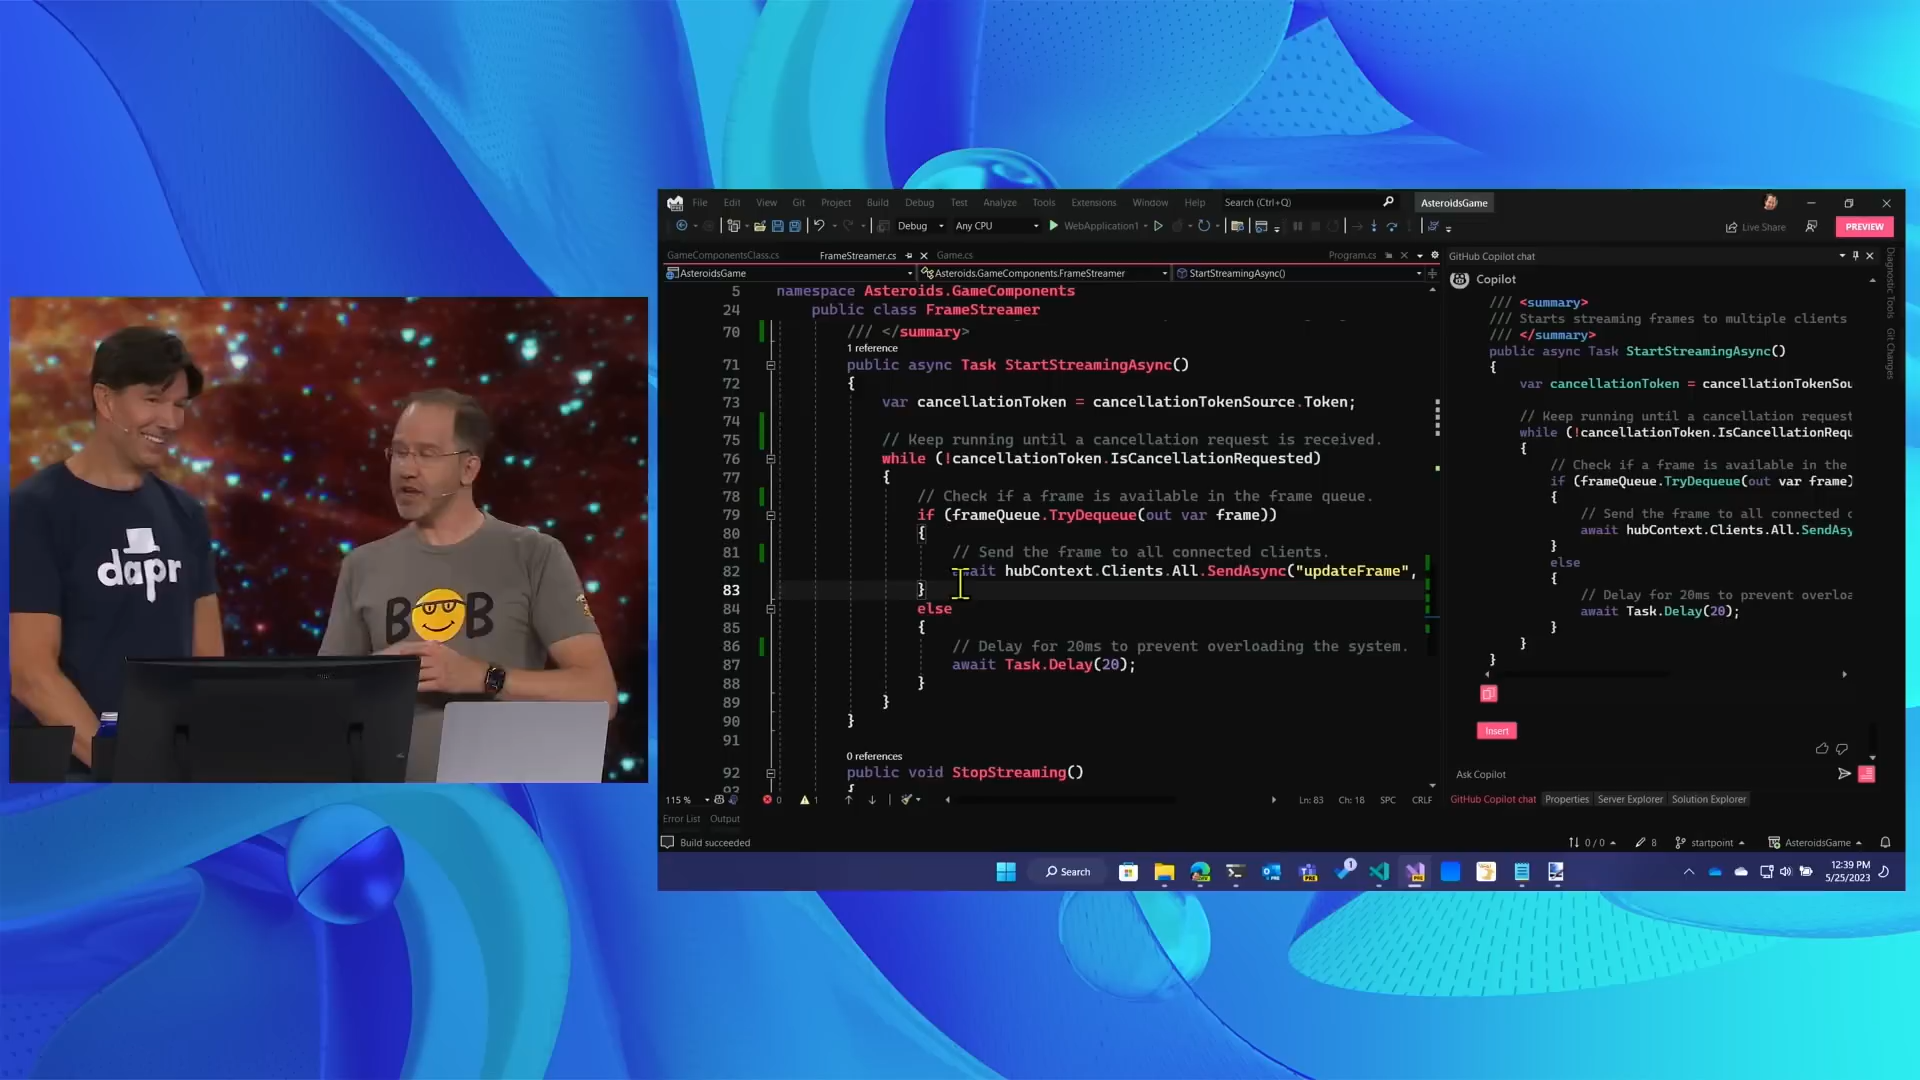 dapr
BOB
File Edit View Git Project Build Debug Test Analyze Tools Extensions Window Help Search (Ctrl+Q) AsteroidsGame
Debug Any CPU WebApplication1 Live Share PREVIEW
GameComponentsClass.cs FrameStreamer.cs Game.cs Program.cs
AsteroidsGame Asteroids.GameComponents.FrameStreamer StartStreamingAsync()
5 namespace Asteroids.GameComponents
24 public class FrameStreamer
70 /// </summary>
1 reference
71 public async Task StartStreamingAsync()
72 {
73 var cancellationToken = cancellationTokenSource.Token;
74
75 // Keep running until a cancellation request is received.
76 while (!cancellationToken.IsCancellationRequested)
77 {
78 // Check if a frame is available in the frame queue.
79 if (frameQueue.TryDequeue(out var frame))
80 {
81 // Send the frame to all connected clients.
82 await hubContext.Clients.All.SendAsync("updateFrame",
83 }
84 else
85 {
86 // Delay for 20ms to prevent overloading the system.
87 await Task.Delay(20);
88 }
89 }
90 }
91
0 references
92 public void StopStreaming()
93 {
115 % 0 1 Ln: 83 Ch: 18 SPC CRLF
Error List Output
Build succeeded
GitHub Copilot chat
Copilot
/// <summary>
/// Starts streaming frames to multiple clients
/// </summary>
public async Task StartStreamingAsync()
{
var cancellationToken = cancellationTokenSou
// Keep running until a cancellation request
while (!cancellationToken.IsCancellationRequ
{
// Check if a frame is available in the
if (frameQueue.TryDequeue(out var frame)
{
// Send the frame to all connected c
await hubContext.Clients.All.SendAsy
}
else
{
// Delay for 20ms to prevent overloa
await Task.Delay(20);
}
}
}
Insert
Ask Copilot
GitHub Copilot chat Properties Server Explorer Solution Explorer
Diagnostic Tools Git Changes
0 / 0 8 startpoint AsteroidsGame
Search
1
12:39 PM
5/25/2023